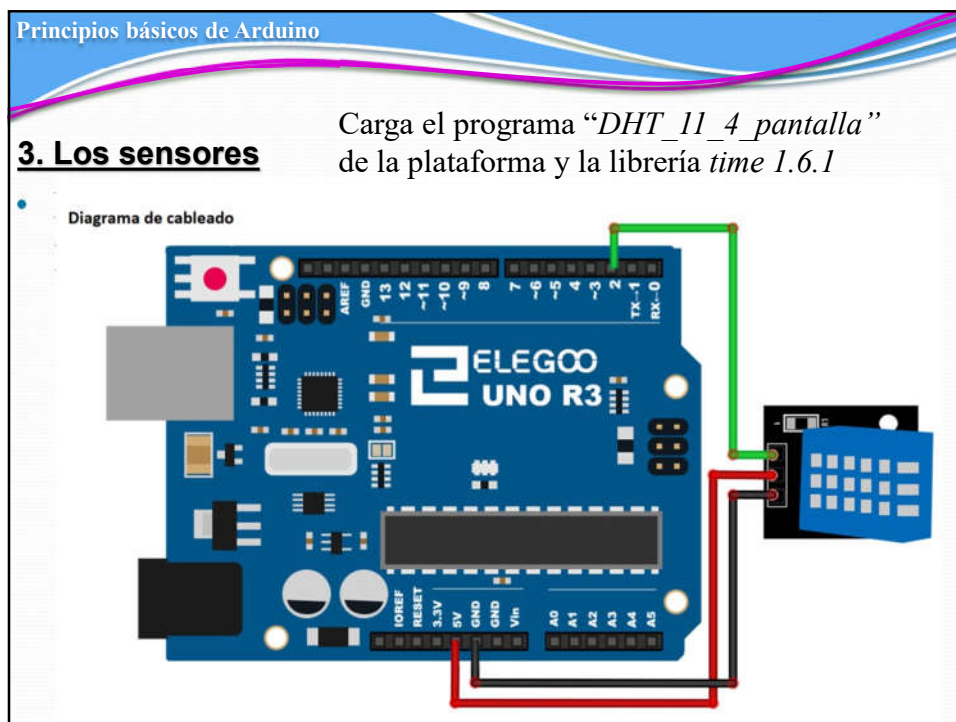 Principios básicos de Arduino
Carga el programa “DHT_11_4_pantalla”
de la plataforma y la librería time 1.6.1
3. Los sensores
Diagrama de cableado
AREF
GND
13
12
~11
~10
~9
8
7
~6
~5
4
~3
2
TX→1
RX←0
ELEGOO
UNO R3
IOREF
RESET
3.3V
5V
GND
GND
Vin
A0
A1
A2
A3
A4
A5